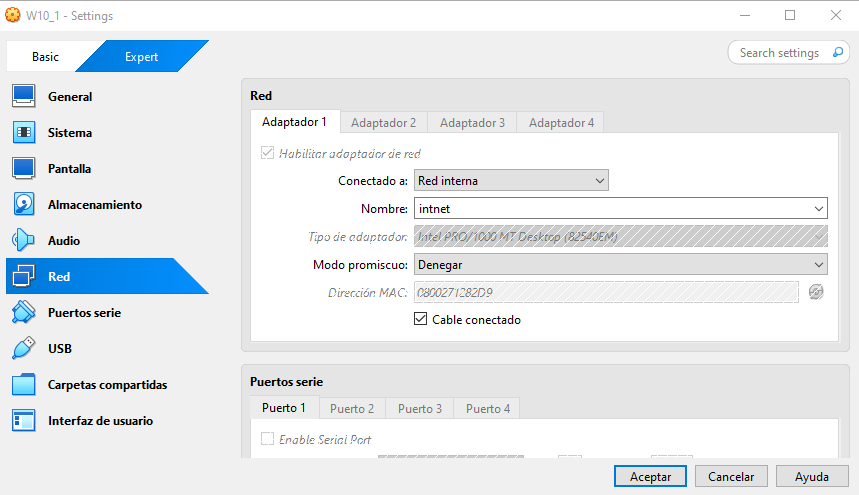 W10_1 - Settings
Basic
Expert
Search settings
General
Sistema
Pantalla
Almacenamiento
Audio
Red
Puertos serie
USB
Carpetas compartidas
Interfaz de usuario
Red
Adaptador 1
Adaptador 2
Adaptador 3
Adaptador 4
Habilitar adaptador de red
Conectado a: Red interna
Nombre: intnet
Tipo de adaptador: Intel PRO/1000 MT Desktop (82540EM)
Modo promiscuo: Denegar
Dirección MAC: 0800271282D9
Cable conectado
Puertos serie
Puerto 1
Puerto 2
Puerto 3
Puerto 4
Enable Serial Port
Aceptar
Cancelar
Ayuda